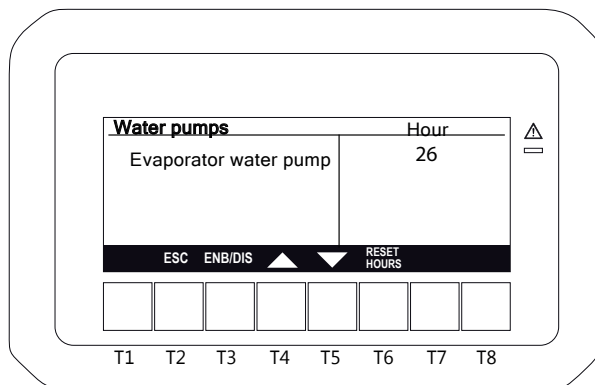 Water pumps Hour
Evaporator water pump 26
ESC ENB/DIS RESET HOURS
T1 T2 T3 T4 T5 T6 T7 T8